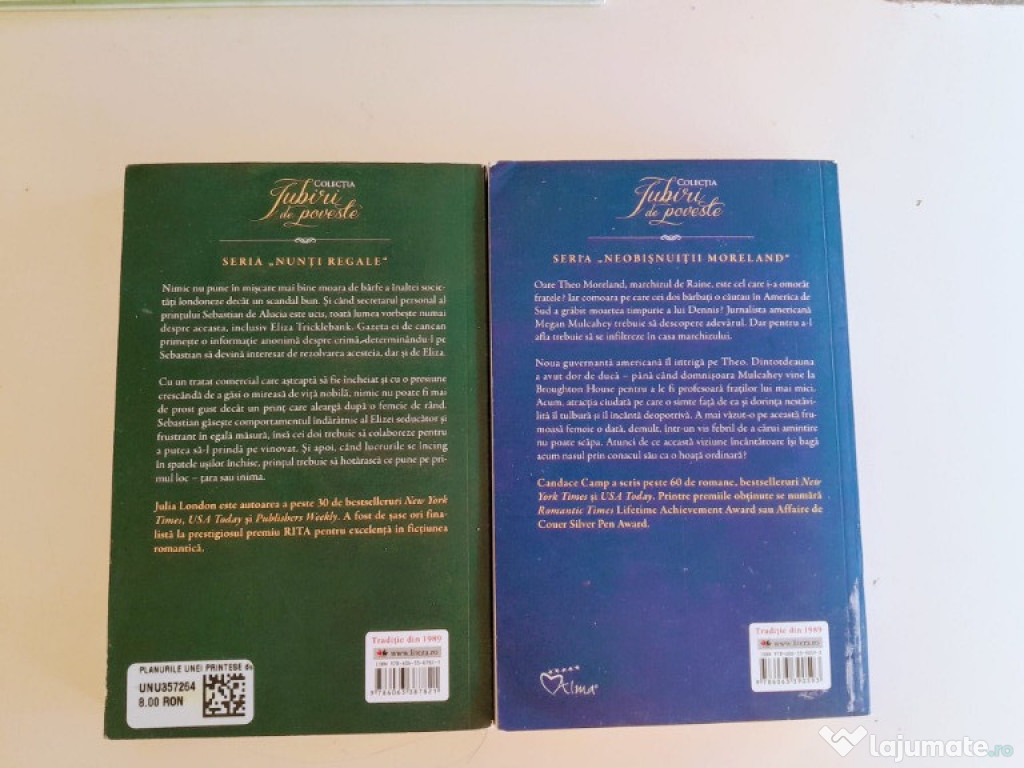 COLECȚIA
Iubiri
de poveste
SERIA „NUNȚI REGALE“
Nimic nu pune în mișcare mai bine moara de bârfe a înaltei socie-
tăți londoneze decât un scandal bun. Și când secretarul personal al
prințului Sebastian de Alucia este ucis, toată lumea vorbește numai
despre aceasta, inclusiv Eliza Tricklebank. Gazeta ei de cancan
primește o informație anonimă despre crimă, determinându-l pe
Sebastian să devină interesat de rezolvarea acesteia, dar și de Eliza.
Cu un tratat comercial care așteaptă să fie încheiat și cu o presiune
crescândă de a găsi o mireasă de viță nobilă, nimic nu poate fi mai
de prost gust decât un prinț care aleargă după o femeie de rând.
Sebastian găsește comportamentul îndărătnic al Elizei seducător și
frustrant în egală măsură, însă cei doi trebuie să colaboreze pentru
a putea să-l prindă pe vinovat. Și apoi, când lucrurile se încing
în spatele ușilor închise, prințul trebuie să hotărască ce pune pe pri-
mul loc – țara sau inima.
Julia London este autoarea a peste 30 de bestselleruri New York
Times, USA Today și Publishers Weekly. A fost de șase ori fina-
listă la prestigiosul premiu RITA pentru excelență în ficțiunea
romantică.
Tradiție din 1989
www.litera.ro
PLANURILE UNEI PRINTESE de
UNU357264
8.00 RON
COLECȚIA
Iubiri
de poveste
SERIA „NEOBIȘNUIȚII MORELAND“
Oare Theo Moreland, marchizul de Raine, este cel care i-a omorât
fratele? Iar comoara pe care cei doi bărbați o căutau în America de
Sud a grăbit moartea timpurie a lui Dennis? Jurnalista americană
Megan Mulcahey trebuie să descopere adevărul. Dar pentru a-l
afla trebuie să se infiltreze în casa marchizului.
Noua guvernantă americană îl intrigă pe Theo. Dintotdeauna
a avut dor de ducă – până când domnișoara Mulcahey vine la
Broughton House pentru a le fi profesoară fraților lui mai mici.
Acum, atracția ciudată pe care o simte față de ea și dorința nestăvi-
lită îl tulbură și îl încântă deopotrivă. A mai văzut-o pe această fru-
moasă femeie o dată, demult, într-un vis febril de a cărui amintire
nu poate scăpa. Atunci de ce această viziune încântătoare își bagă
acum nasul prin conacul său ca o hoață ordinară?
Candace Camp a scris peste 60 de romane, bestselleruri New
York Times și USA Today. Printre premiile obținute se numără
Romantic Times Lifetime Achievement Award sau Affaire de
Couer Silver Pen Award.
Tradiție din 1989
www.litera.ro
Alma
lajumate.ro